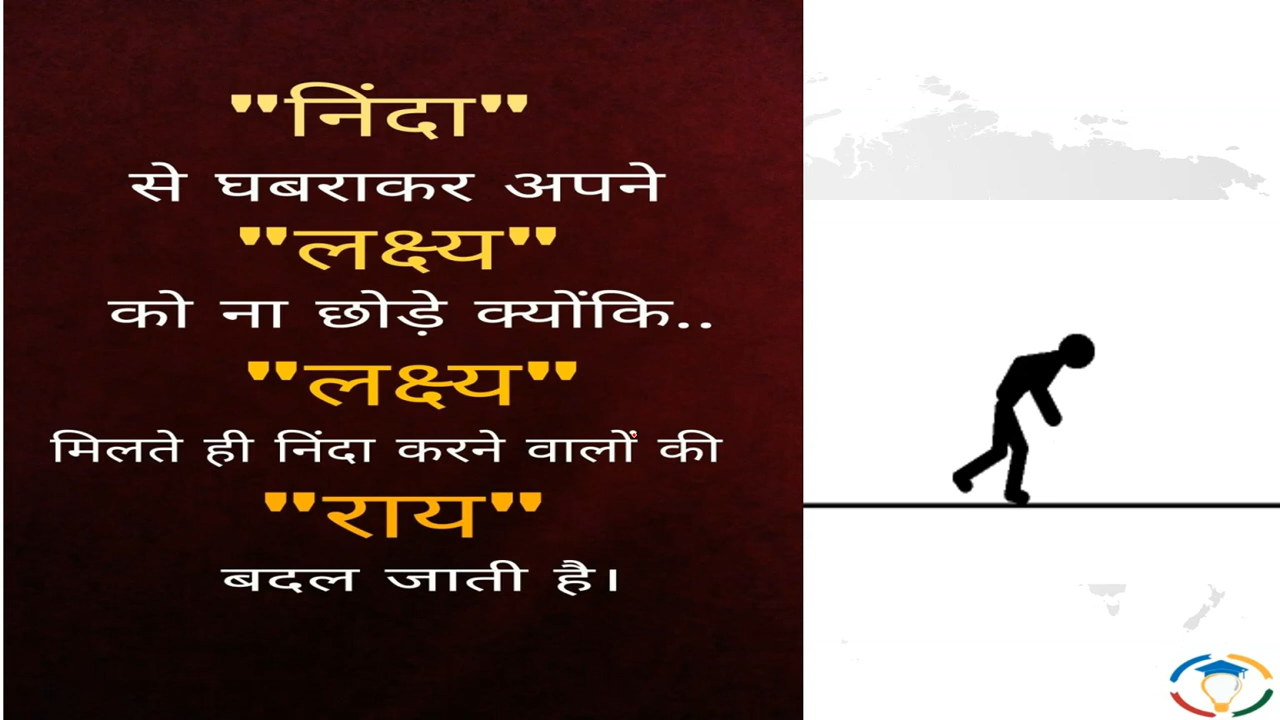 "निंदा"
से घबराकर अपने
"लक्ष्य"
को ना छोड़े क्योंकि..
"लक्ष्य"
मिलते ही निंदा करने वालों की
"राय"
बदल जाती है।